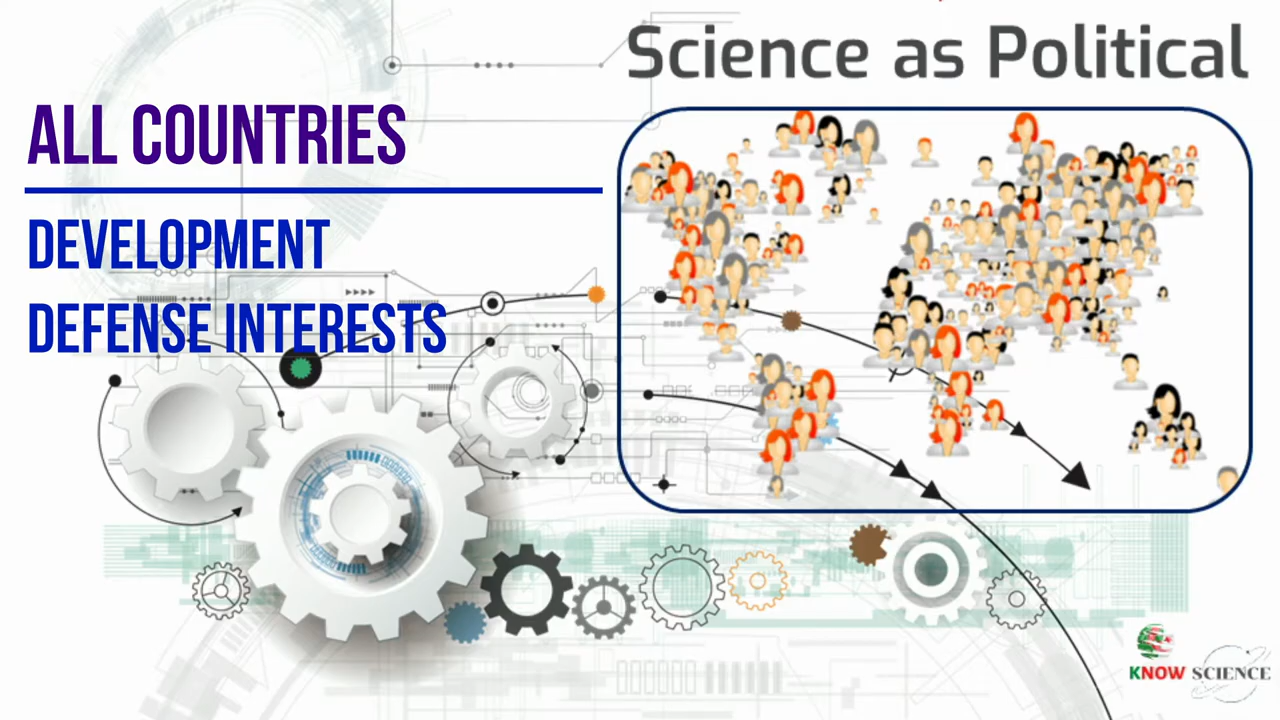 Science as Political
ALL COUNTRIES
DEVELOPMENT
DEFENSE INTERESTS
KNOW SCIENCE